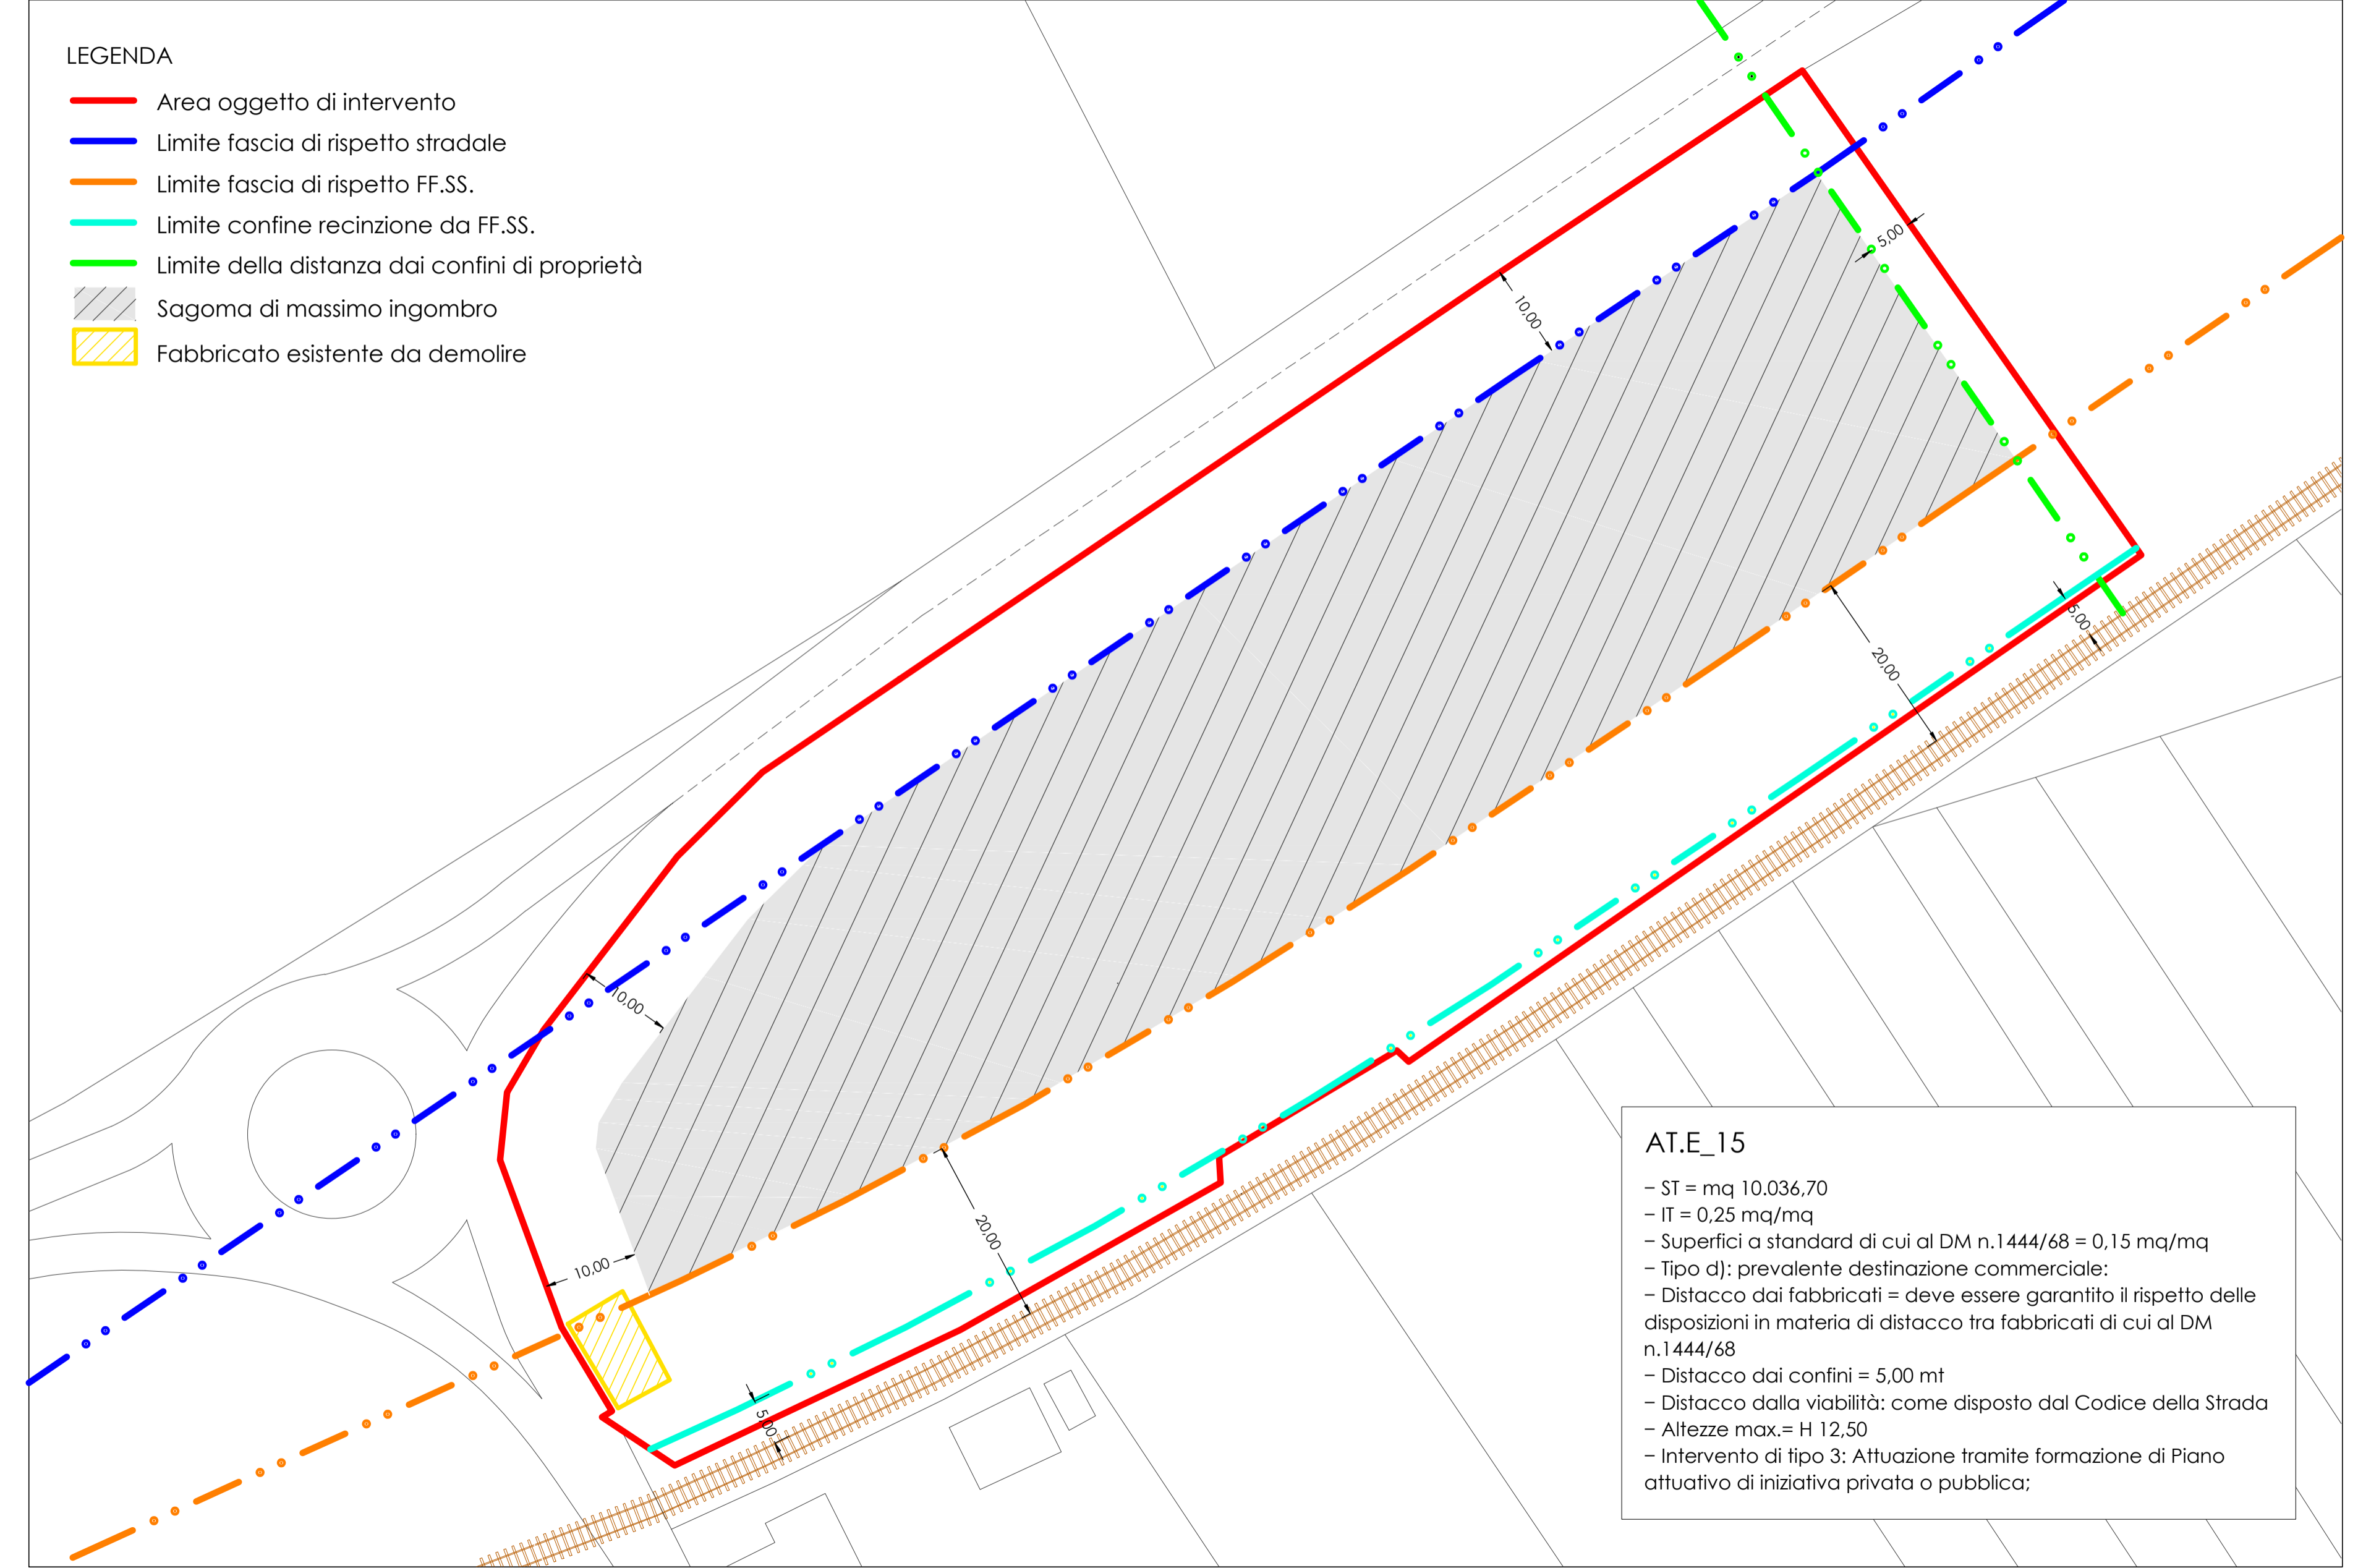 LEGENDA
Area oggetto di intervento
Limite fascia di rispetto stradale
Limite fascia di rispetto FF.SS.
Limite confine recinzione da FF.SS.
Limite della distanza dai confini di proprietà
Sagoma di massimo ingombro
Fabbricato esistente da demolire
5,00
10,00
5,00
20,00
10,00
20,00
10,00
5,00
AT.E_15
- ST = mq 10.036,70
- IT = 0,25 mq/mq
- Superfici a standard di cui al DM n.1444/68 = 0,15 mq/mq
- Tipo d): prevalente destinazione commerciale:
- Distacco dai fabbricati = deve essere garantito il rispetto delle
disposizioni in materia di distacco tra fabbricati di cui al DM
n.1444/68
- Distacco dai confini = 5,00 mt
- Distacco dalla viabilità: come disposto dal Codice della Strada
- Altezze max.= H 12,50
- Intervento di tipo 3: Attuazione tramite formazione di Piano
attuativo di iniziativa privata o pubblica;